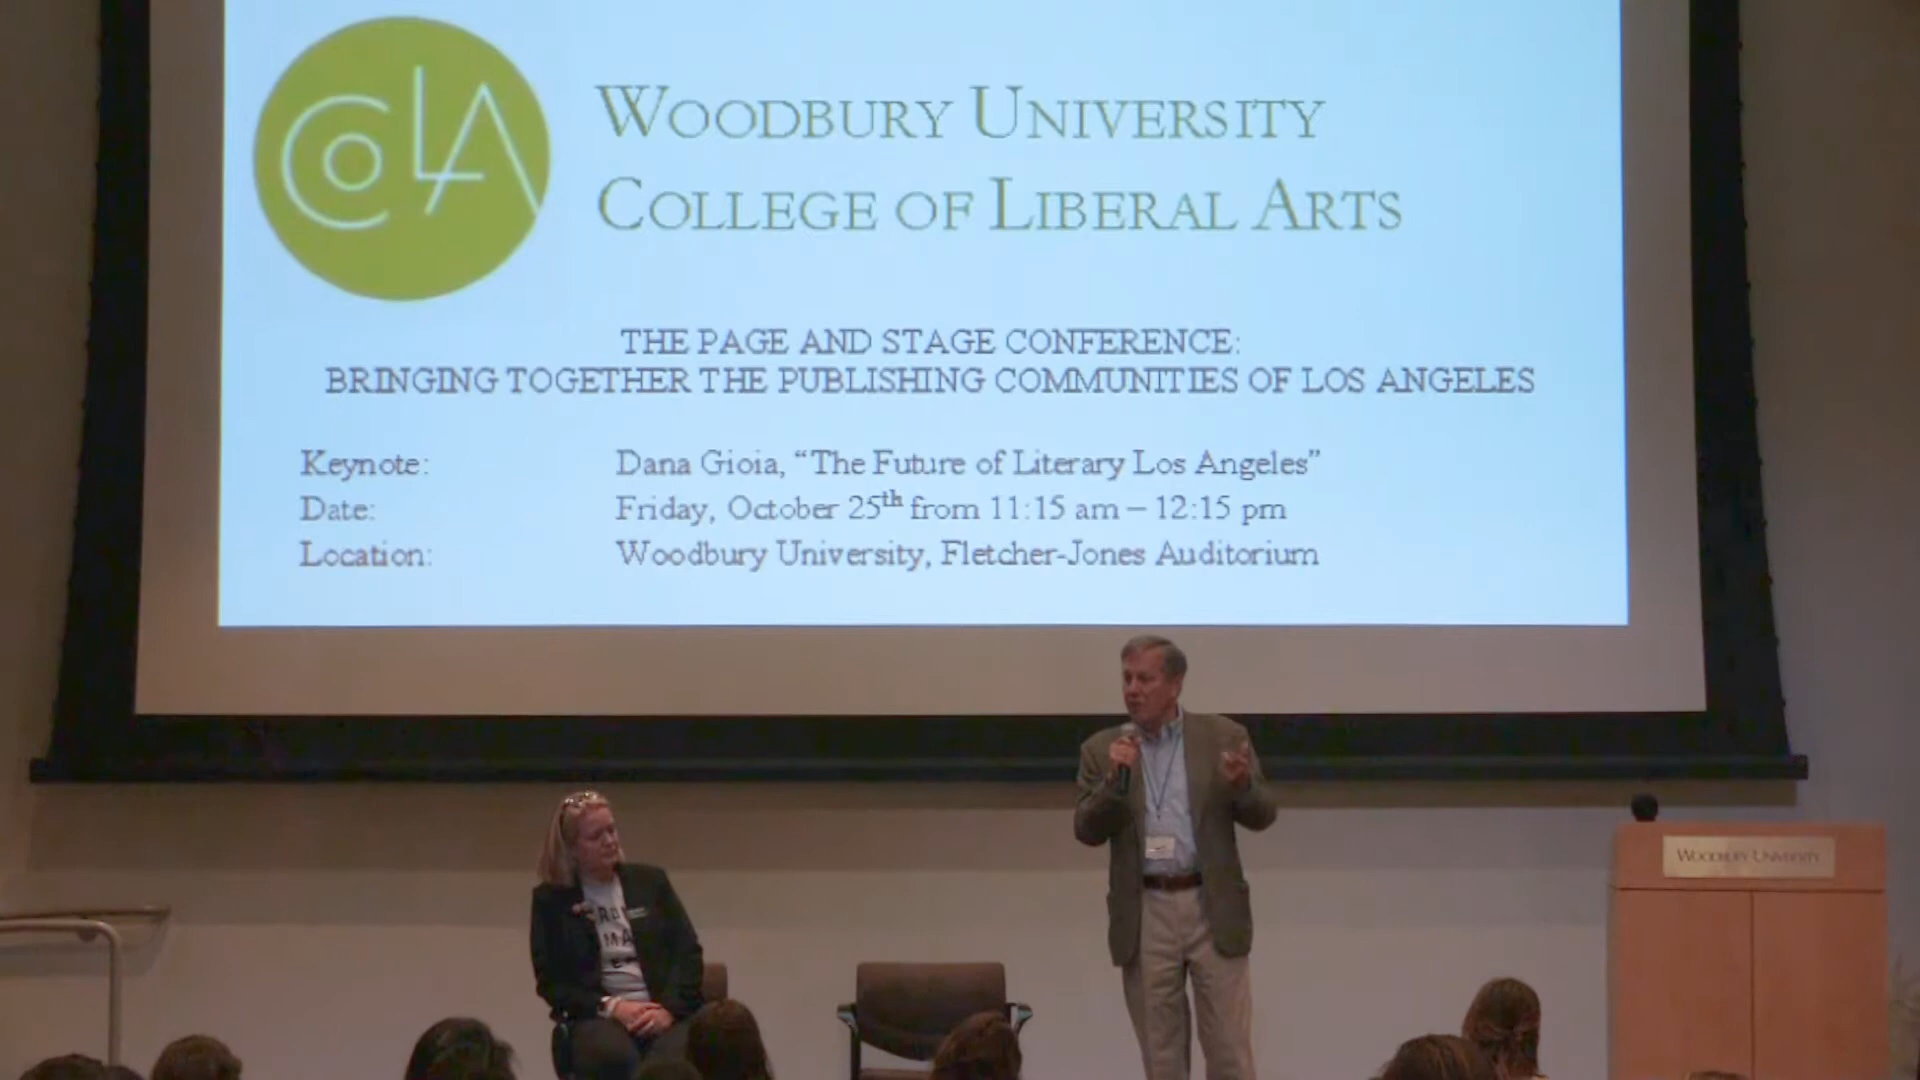 COLA
WOODBURY UNIVERSITY
COLLEGE OF LIBERAL ARTS
THE PAGE AND STAGE CONFERENCE:
BRINGING TOGETHER THE PUBLISHING COMMUNITIES OF LOS ANGELES
Keynote: Dana Gioia, “The Future of Literary Los Angeles”
Date: Friday, October 25th from 11:15 am – 12:15 pm
Location: Woodbury University, Fletcher-Jones Auditorium
WOODBURY UNIVERSITY